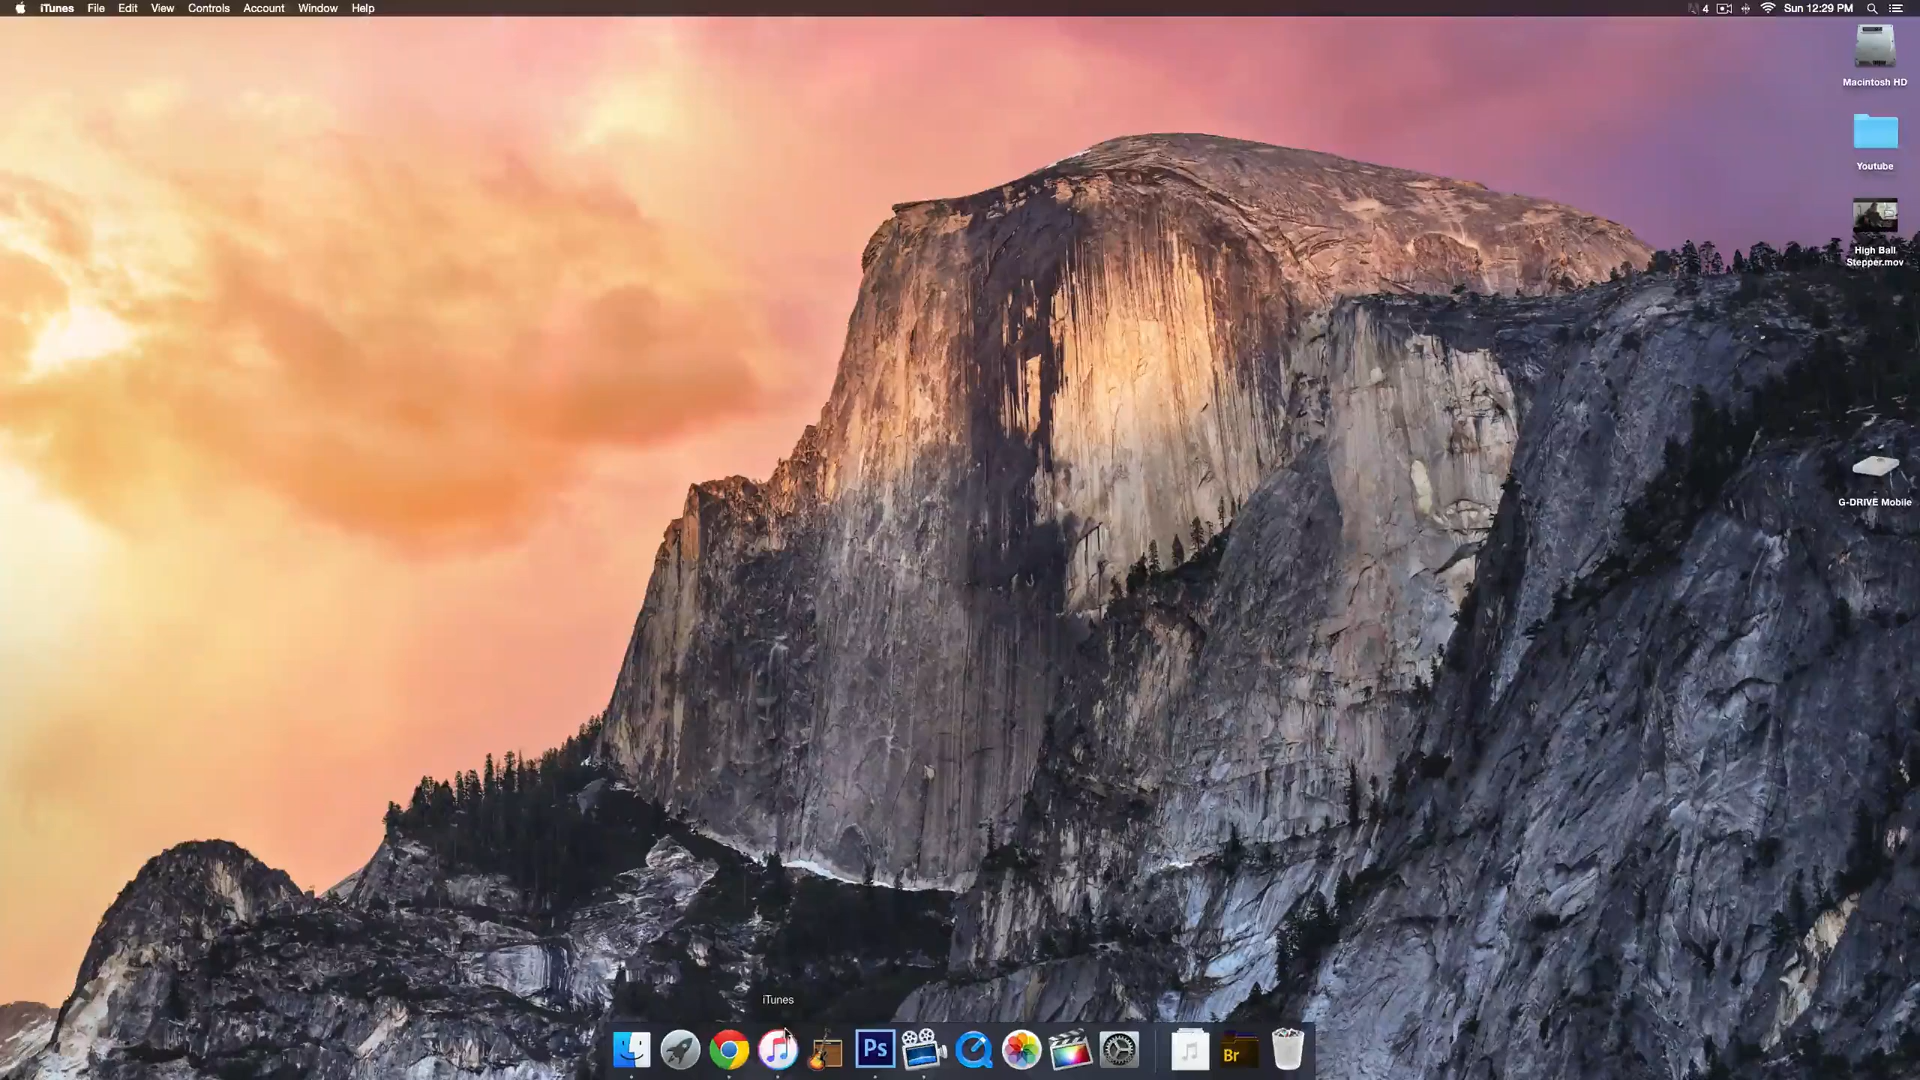 iTunes File Edit View Controls Account Window Help
4 Sun 12:29 PM
Macintosh HD
Youtube
High Ball
Stepper.mov
G-DRIVE Mobile
iTunes
Ps
Br